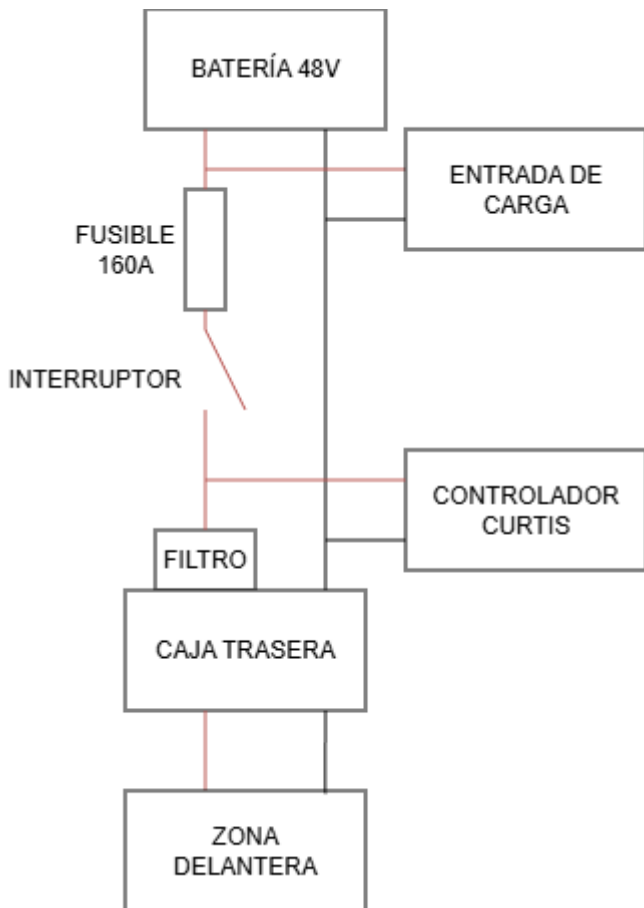 BATERÍA 48V
ENTRADA DE
CARGA
FUSIBLE
160A
INTERRUPTOR
CONTROLADOR
CURTIS
FILTRO
CAJA TRASERA
ZONA
DELANTERA